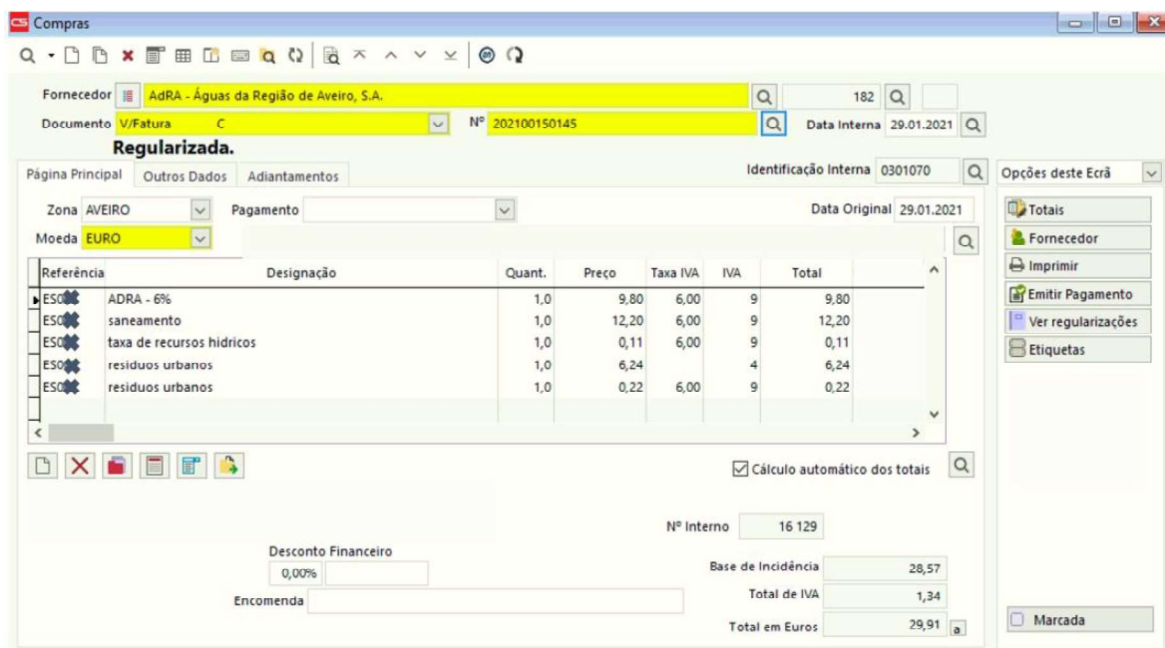 CS Compras
Fornecedor AdRA - Águas da Região de Aveiro, S.A. 182
Documento V/Fatura C Nº 202100150145 Data Interna 29.01.2021
Regularizada.
Página Principal Outros Dados Adiantamentos Identificação Interna 0301070 Opções deste Ecrã
Zona AVEIRO Pagamento Data Original 29.01.2021 Totais
Moeda EURO Fornecedor
Referência Designação Quant. Preço Taxa IVA IVA Total Imprimir
ADRA - 6% 1,0 9,80 6,00 9 9,80 Emitir Pagamento
saneamento 1,0 12,20 6,00 9 12,20 Ver regularizações
taxa de recursos hidricos 1,0 0,11 6,00 9 0,11 Etiquetas
residuos urbanos 1,0 6,24 4 6,24
residuos urbanos 1,0 0,22 6,00 9 0,22
Cálculo automático dos totais
Nº Interno 16 129
Desconto Financeiro
0,00% Base de Incidência 28,57
Encomenda Total de IVA 1,34
Total em Euros 29,91 a Marcada